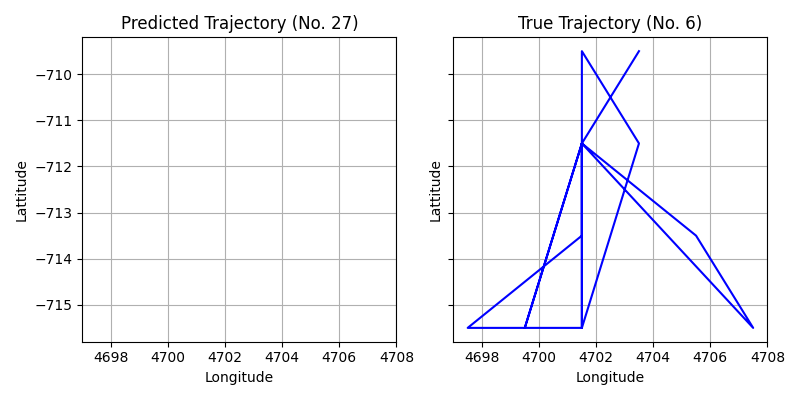 Predicted Trajectory (No. 27)
True Trajectory (No. 6)
Lattitude
−710
−711
−712
−713
−714
−715
4698 4700 4702 4704 4706 4708
Longitude
Lattitude
4698 4700 4702 4704 4706 4708
Longitude